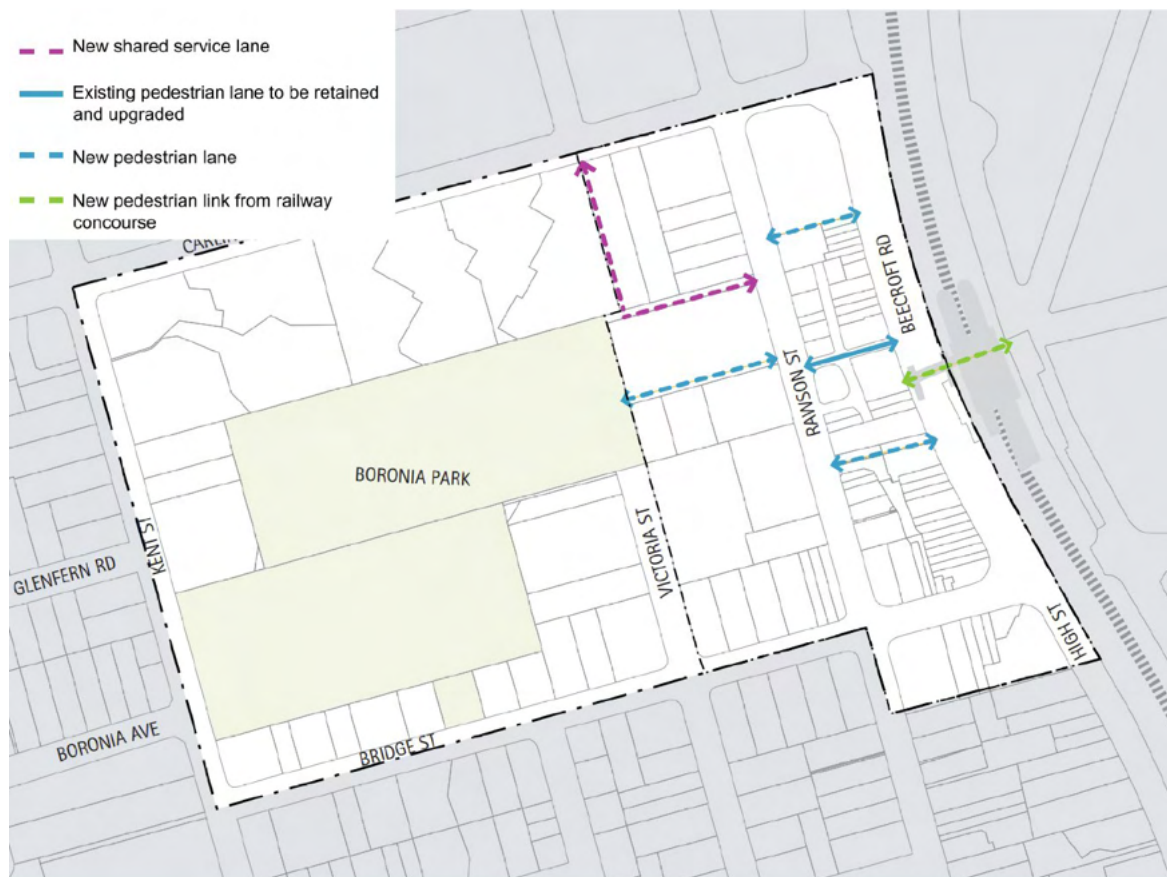 New shared service lane
Existing pedestrian lane to be retained
and upgraded
New pedestrian lane
New pedestrian link from railway
concourse
BEECROFT RD
RAWSON ST
BORONIA PARK
KENT ST
GLENFERN RD
VICTORIA ST
HIGH ST
BORONIA AVE
BRIDGE ST